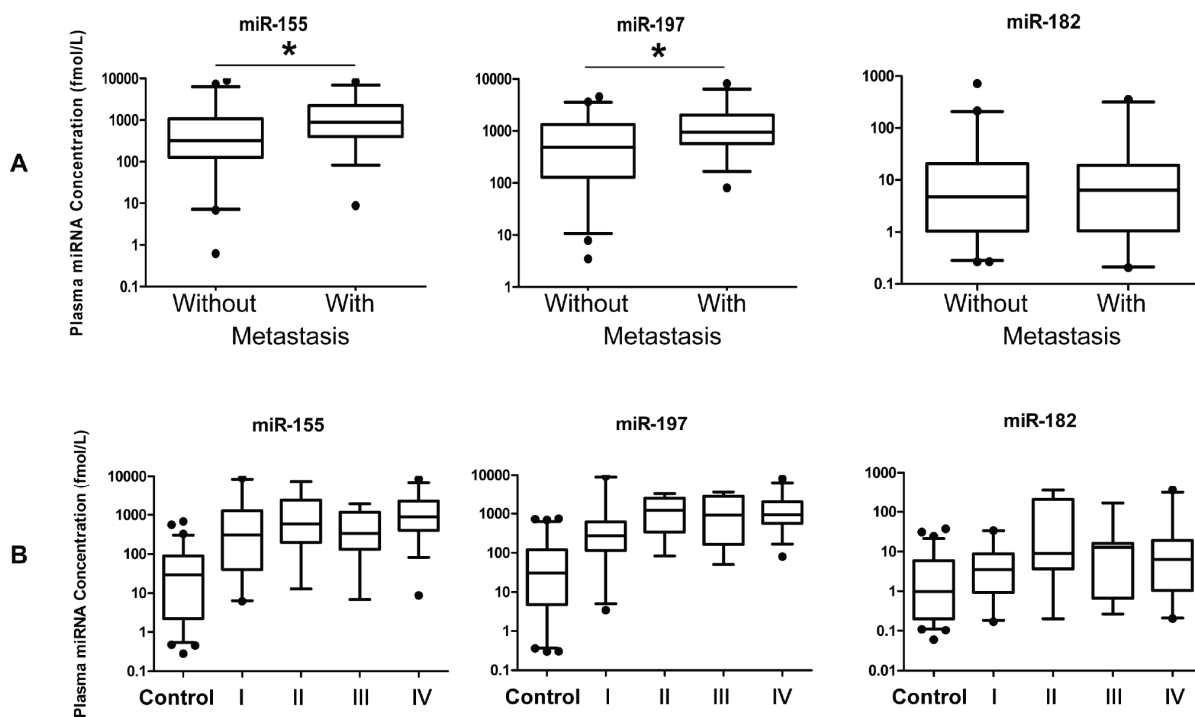 A
Plasma miRNA Concentration (fmol/L)
miR-155
*
10000
1000
100
10
1
0.1
Without With
Metastasis
miR-197
*
10000
1000
100
10
1
Without With
Metastasis
miR-182
1000
100
10
1
0.1
Without With
Metastasis
B
Plasma miRNA Concentration (fmol/L)
miR-155
10000
1000
100
10
1
0.1
Control I II III IV
miR-197
10000
1000
100
10
1
0.1
Control I II III IV
miR-182
1000
100
10
1
0.1
0.01
Control I II III IV